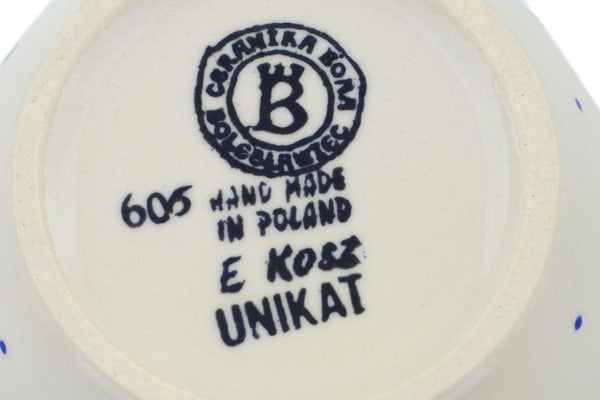 CERAMIKA BONA
B
BOLESŁAWIEC
605 HAND MADE
IN POLAND
E KOSZ
UNIKAT